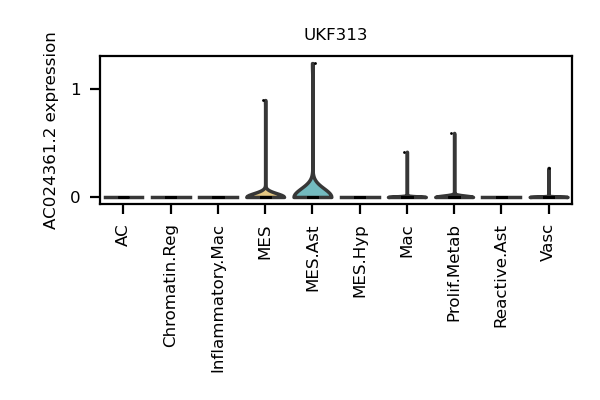 UKF313
AC024361.2 expression
1
0
AC
Chromatin.Reg
Inflammatory.Mac
MES
MES.Ast
MES.Hyp
Mac
Prolif.Metab
Reactive.Ast
Vasc